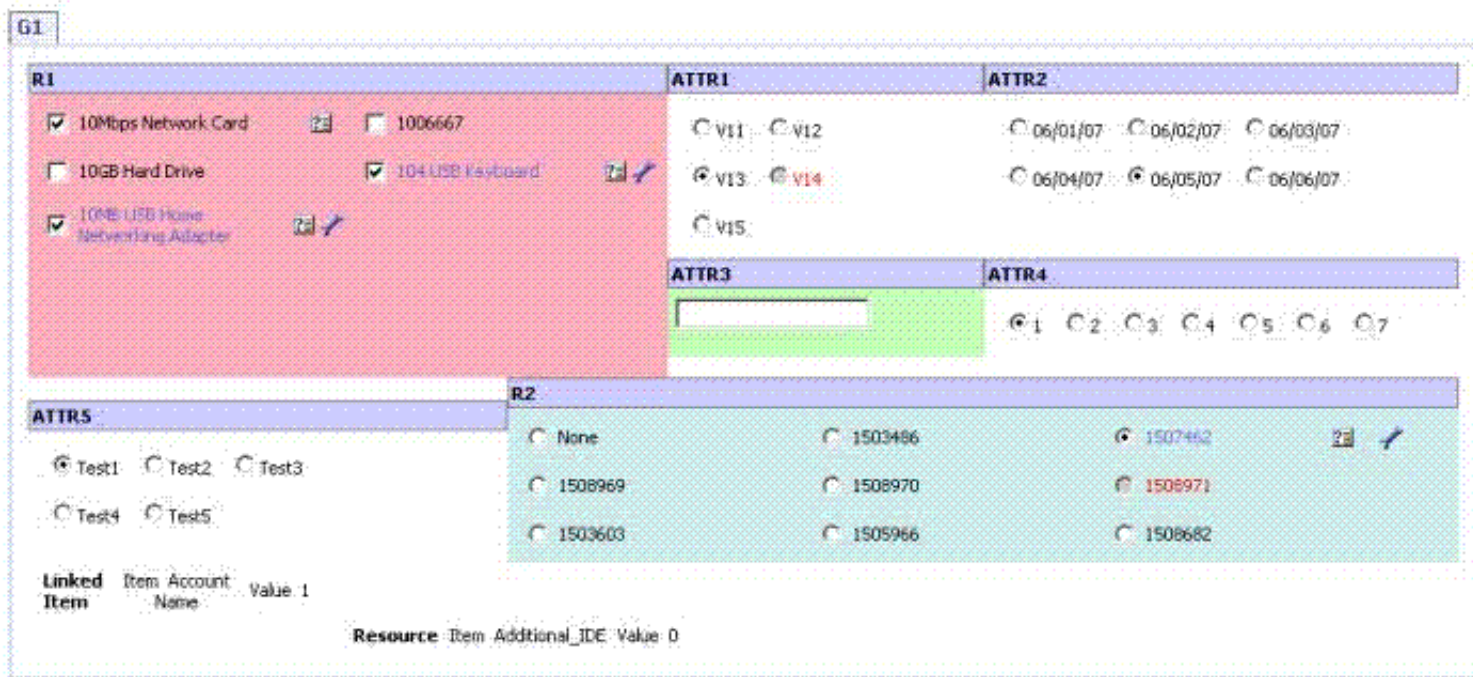 G1
R1
10Mbps Network Card
1006667
10GB Hard Drive
104 USB Keyboard
10MB USB Home
Networking Adapter
ATTR1
V11 V12
V13 V14
V15
ATTR2
06/01/07 06/02/07 06/03/07
06/04/07 06/05/07 06/06/07
ATTR3
ATTR4
1 2 3 4 5 6 7
ATTR5
Test1 Test2 Test3
Test4 Test5
R2
None 1503486 1507462
1508969 1508970 1508971
1503603 1505966 1508682
Linked Item Account Value 1
Item Name
Resource Item Additional_IDE Value 0